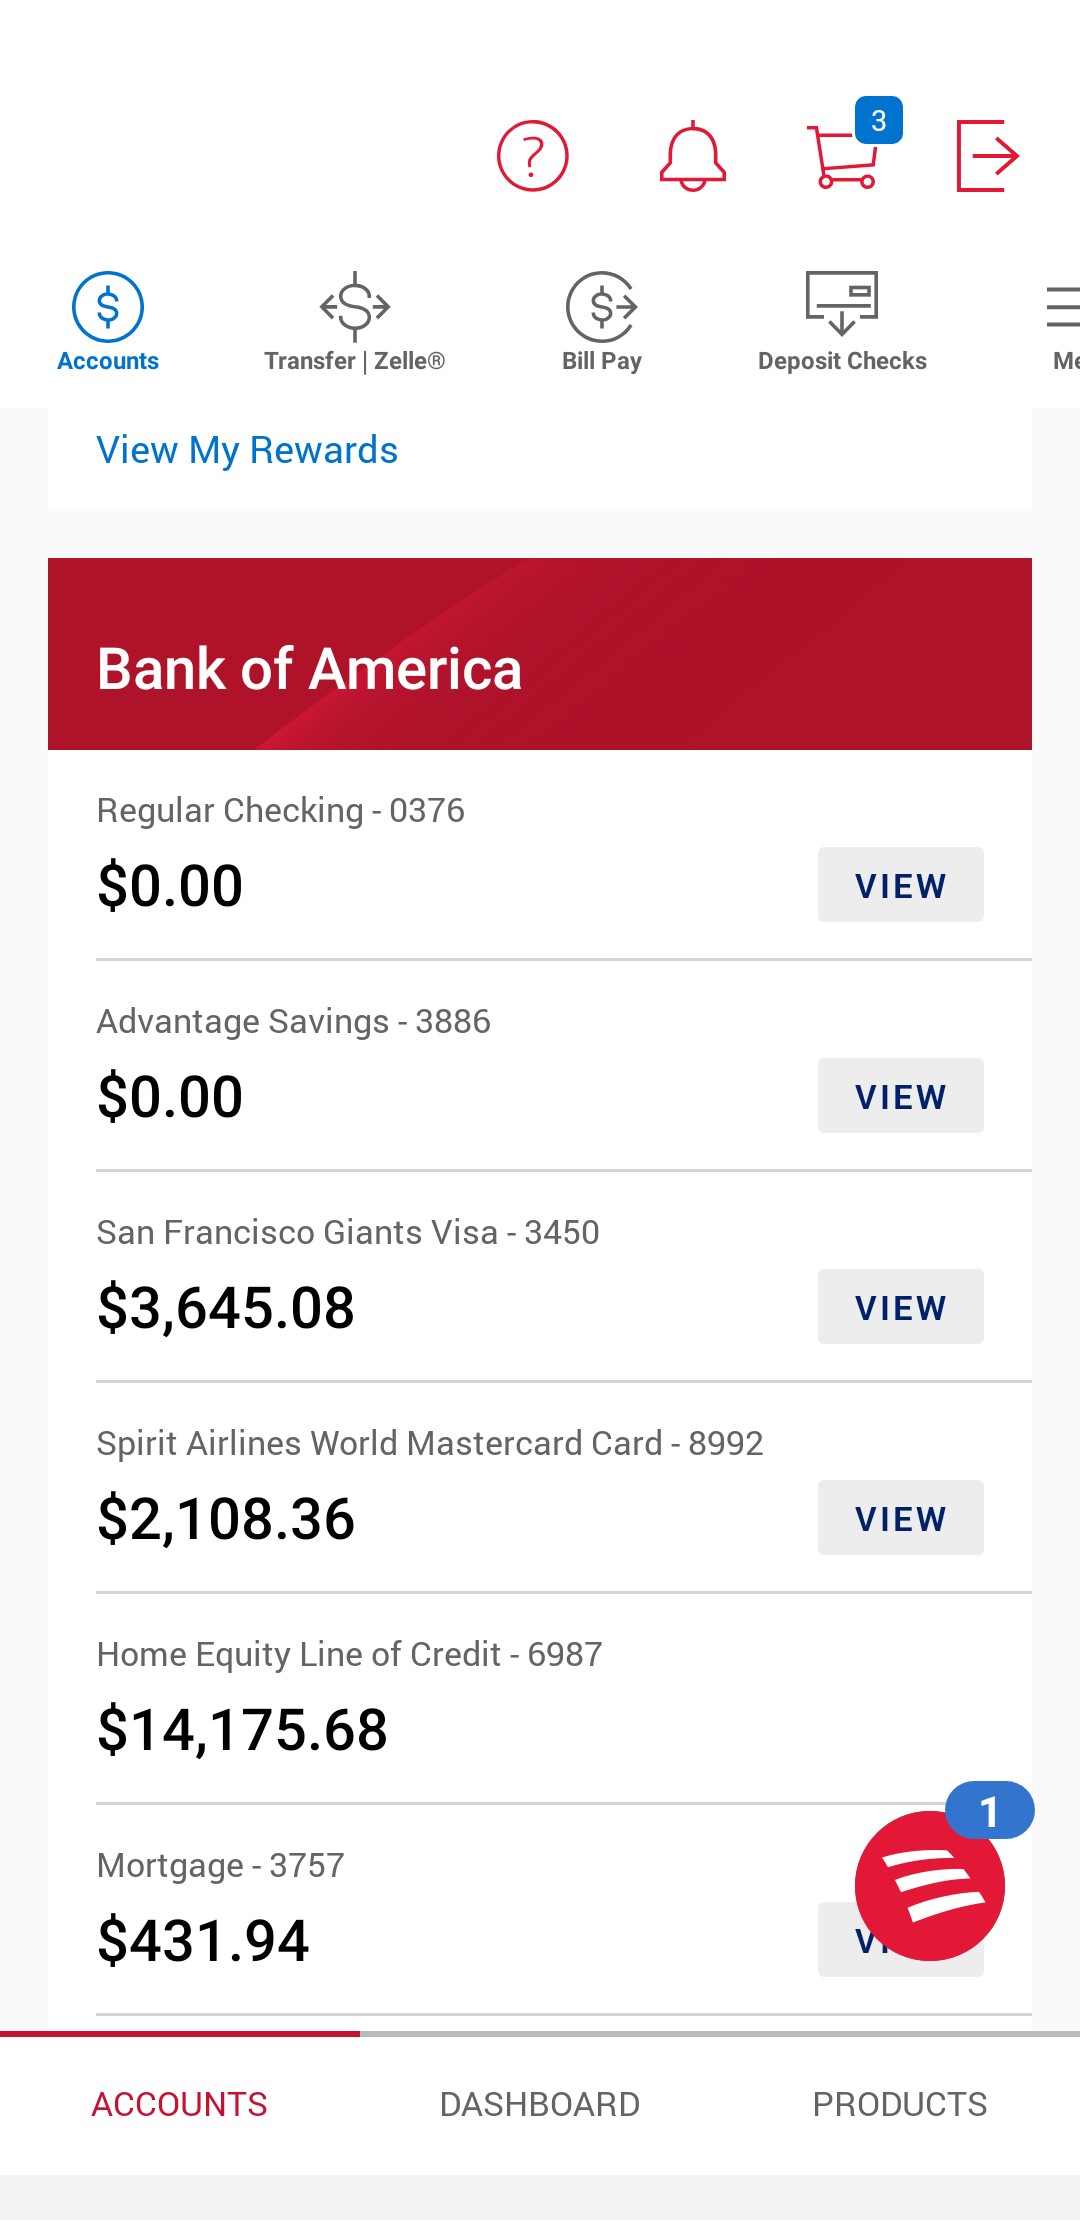 ?
3
$
$
$
Accounts
Transfer | Zelle®
Bill Pay
Deposit Checks
Me
View My Rewards
Bank of America
Regular Checking - 0376
$0.00
VIEW
Advantage Savings - 3886
$0.00
VIEW
San Francisco Giants Visa - 3450
$3,645.08
VIEW
Spirit Airlines World Mastercard Card - 8992
$2,108.36
VIEW
Home Equity Line of Credit - 6987
$14,175.68
1
Mortgage - 3757
$431.94
ACCOUNTS
DASHBOARD
PRODUCTS